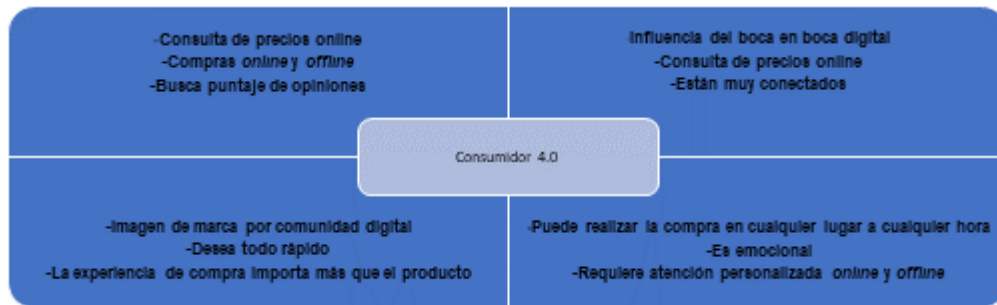 -Consulta de precios online
-Compras online y offline
-Busca puntaje de opiniones
Influencia del boca en boca digital
-Consulta de precios online
-Están muy conectados
Consumidor 4.0
-Imagen de marca por comunidad digital
-Desea todo rápido
-La experiencia de compra importa más que el producto
-Puede realizar la compra en cualquier lugar a cualquier hora
-Es emocional
-Requiere atención personalizada online y offline